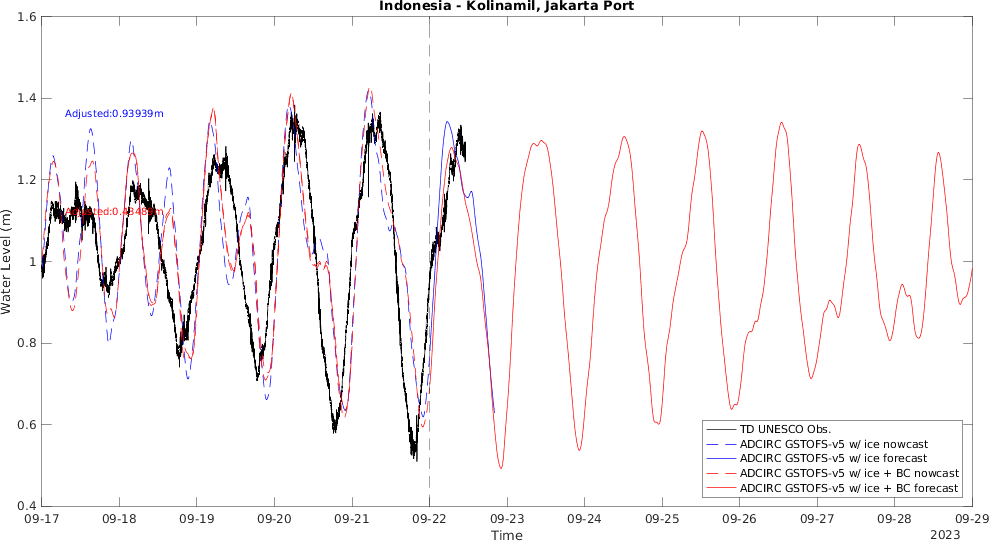 Indonesia - Kolinamil, Jakarta Port
Water Level (m)
1.6
1.4
1.2
1
0.8
0.6
0.4
Adjusted:0.93939m
TD UNESCO Obs.
ADCIRC GSTOFS-v5 w/ ice nowcast
ADCIRC GSTOFS-v5 w/ ice forecast
ADCIRC GSTOFS-v5 w/ ice + BC nowcast
ADCIRC GSTOFS-v5 w/ ice + BC forecast
09-17 09-18 09-19 09-20 09-21 09-22 09-23 09-24 09-25 09-26 09-27 09-28 09-29
Time
2023